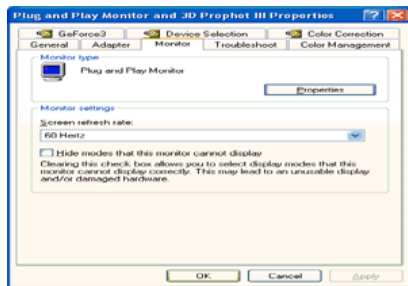 Plug and Play Monitor and 3D Prophet III Properties
GeForce3 Device Selection Color Correction
General Adapter Monitor Troubleshoot Color Management
Monitor type
Plug and Play Monitor
Properties
Monitor settings
Screen refresh rate:
60 Hertz
Hide modes that this monitor cannot display
Clearing this check box allows you to select display modes that this
monitor cannot display correctly. This may lead to an unusable display
and/or damaged hardware.
OK Cancel Apply